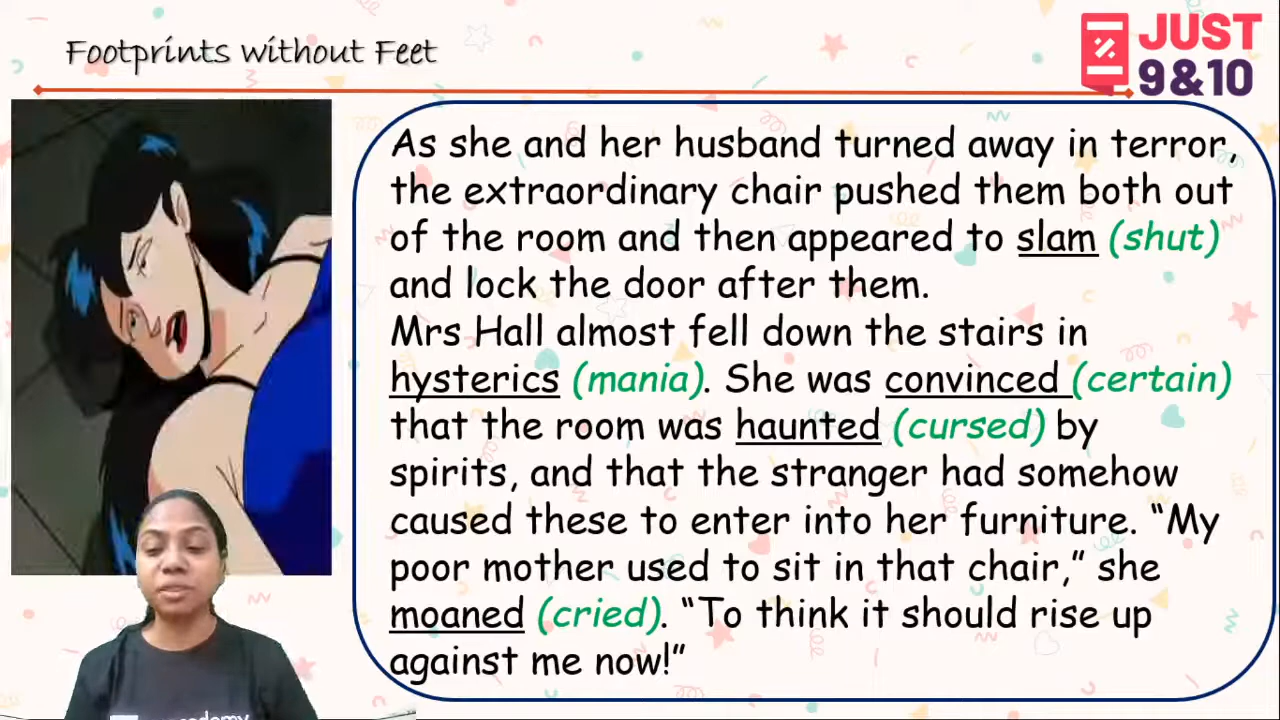 Footprints without Feet
JUST
9&10
As she and her husband turned away in terror,
the extraordinary chair pushed them both out
of the room and then appeared to slam (shut)
and lock the door after them.
Mrs Hall almost fell down the stairs in
hysterics (mania). She was convinced (certain)
that the room was haunted (cursed) by
spirits, and that the stranger had somehow
caused these to enter into her furniture. “My
poor mother used to sit in that chair,” she
moaned (cried). “To think it should rise up
against me now!”